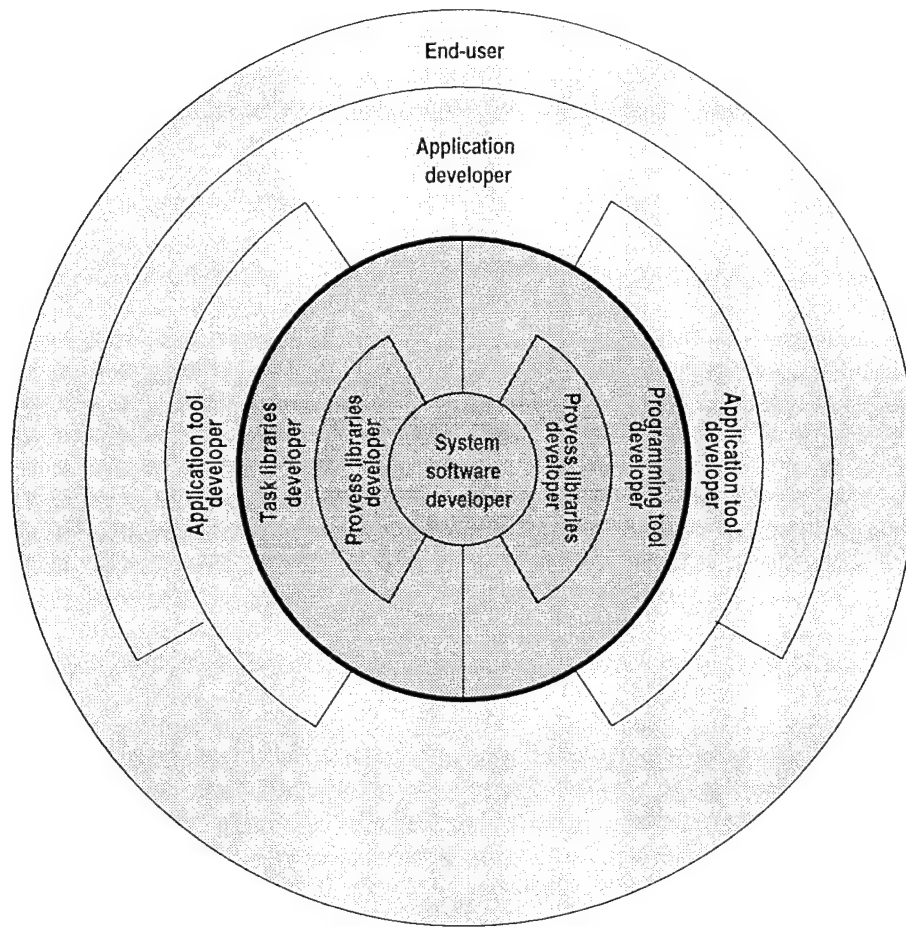 End-user
Application
developer
Application tool
developer
Task libraries
developer
Provess libraries
developer
System
software
developer
Provess libraries
developer
Programming tool
developer
Application tool
developer